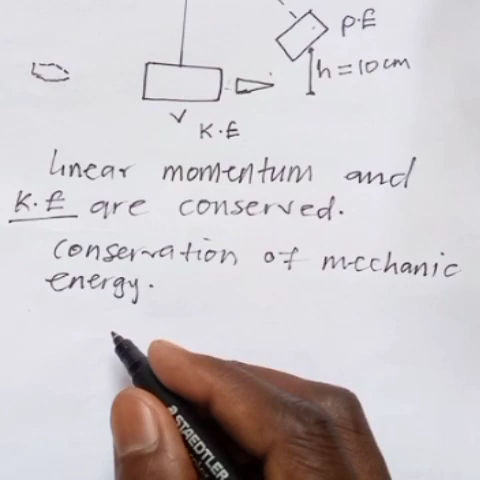 P.E
h = 10cm
v
K.E
linear momentum and
K.E are conserved.
conservation of mechanic
energy.
STAEDTLER